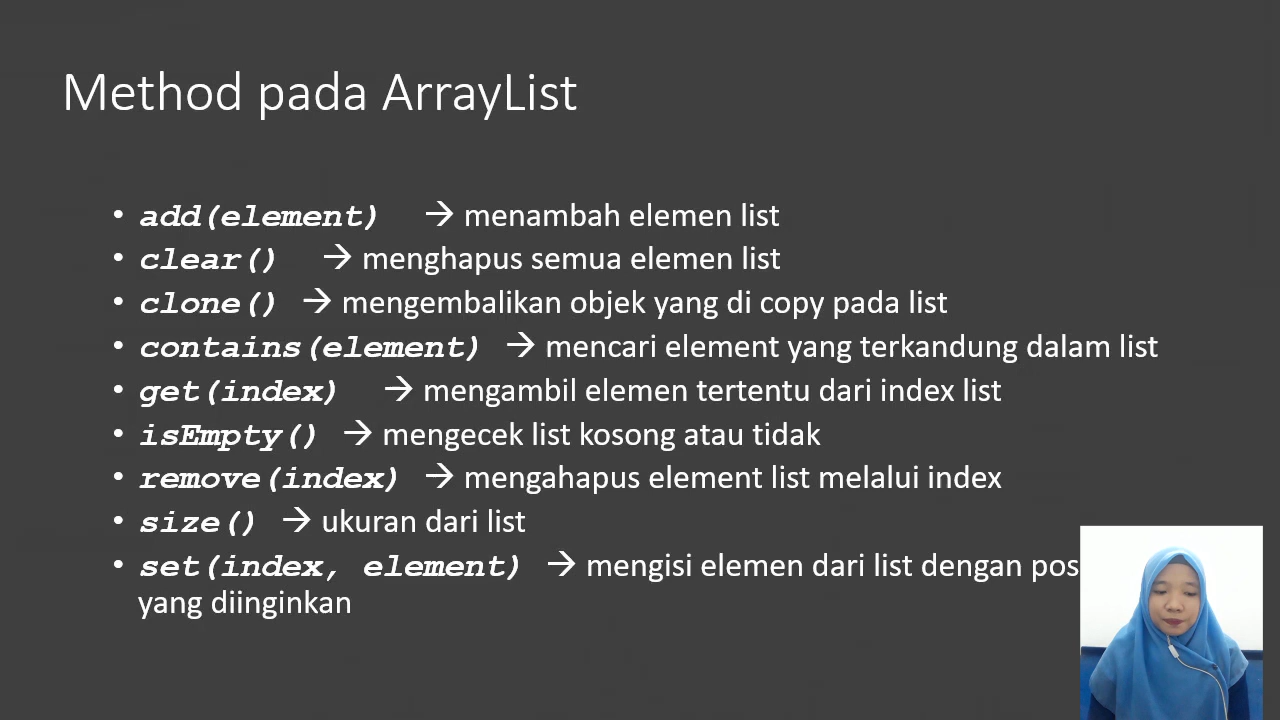 Method pada ArrayList
• add(element) → menambah elemen list
• clear() → menghapus semua elemen list
• clone() → mengembalikan objek yang di copy pada list
• contains(element) → mencari element yang terkandung dalam list
• get(index) → mengambil elemen tertentu dari index list
• isEmpty() → mengecek list kosong atau tidak
• remove(index) → mengahapus element list melalui index
• size() → ukuran dari list
• set(index, element) → mengisi elemen dari list dengan
yang diinginkan